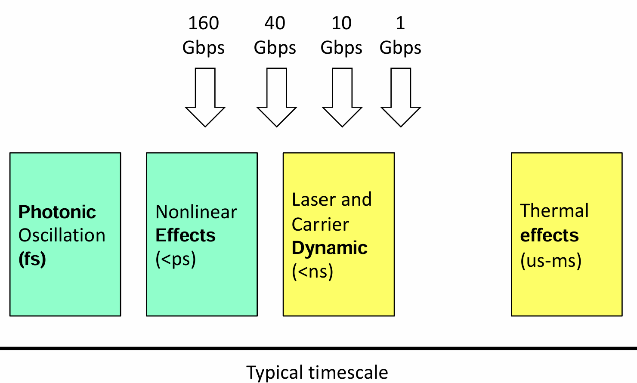 160 40 10 1
Gbps Gbps Gbps Gbps
Photonic
Oscillation
(fs)
Nonlinear
Effects
(<ps)
Laser and
Carrier
Dynamic
(<ns)
Thermal
effects
(us-ms)
Typical timescale